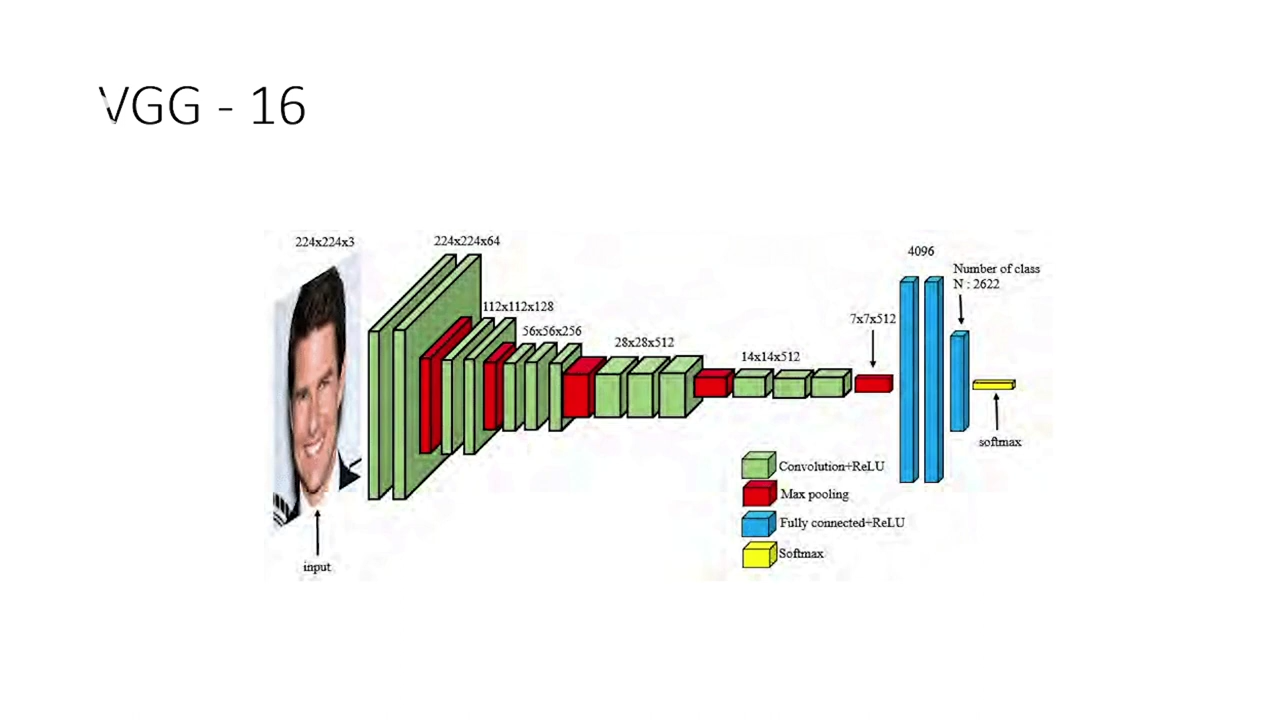 VGG - 16
224x224x3
224x224x64
112x112x128
56x56x256
28x28x512
14x14x512
7x7x512
4096
Number of class
N : 2622
softmax
input
Convolution+ReLU
Max pooling
Fully connected+ReLU
Softmax